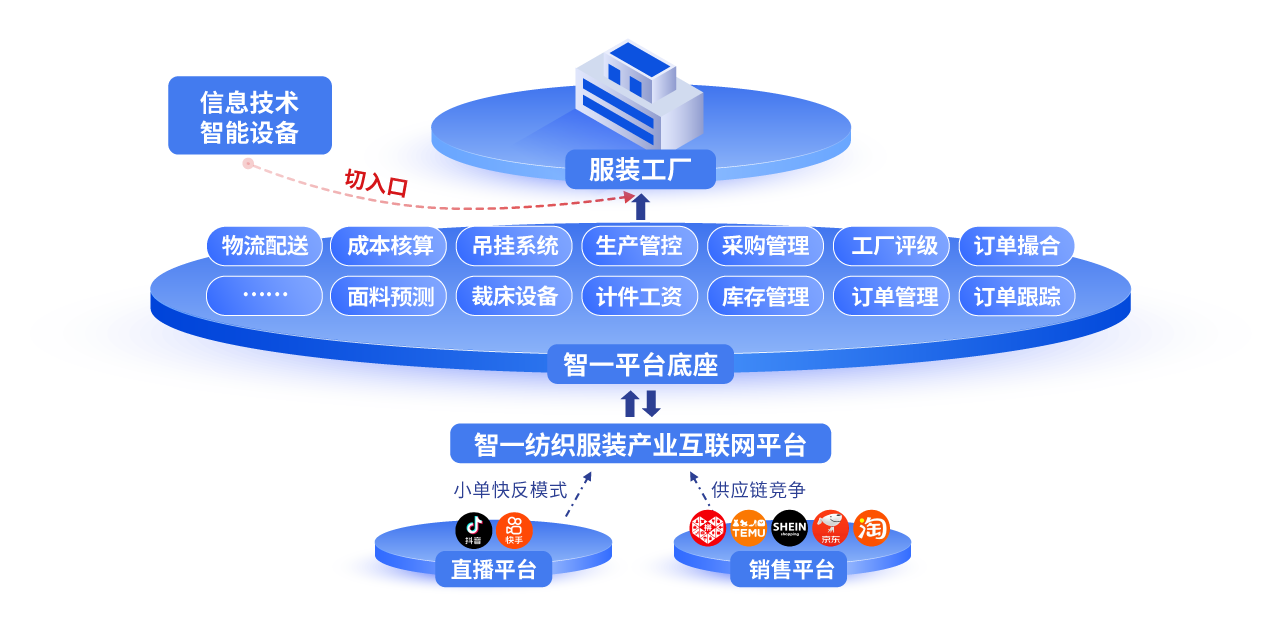 信息技术
智能设备
切入口
服装工厂
物流配送 成本核算 吊挂系统 生产管控 采购管理 工厂评级 订单撮合
…… 面料预测 裁床设备 计件工资 库存管理 订单管理 订单跟踪
智一平台底座
智一纺织服装产业互联网平台
小单快反模式 供应链竞争
抖音 快手 拼 TEMU SHEIN shopping 京东 淘
直播平台 销售平台